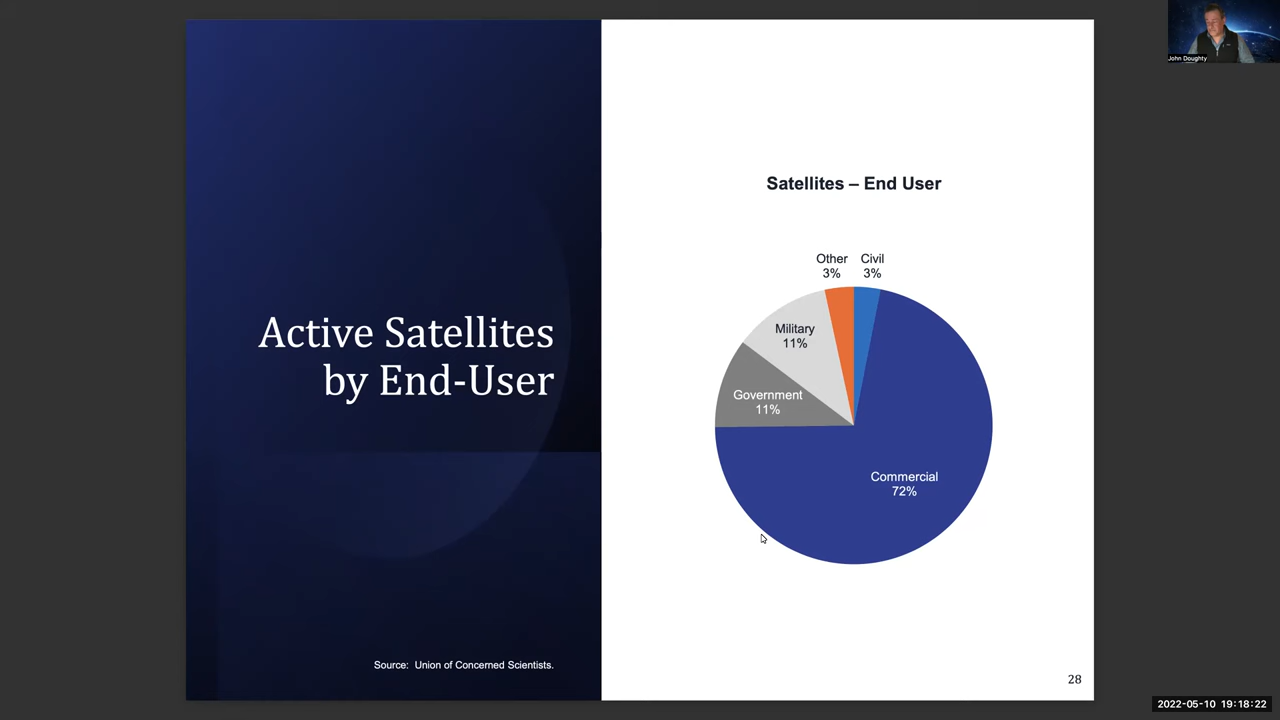 John Doughty
Active Satellites
by End-User
Source: Union of Concerned Scientists.
Satellites – End User
Other
3%
Civil
3%
Military
11%
Government
11%
Commercial
72%
28
2022-05-10 19:18:22